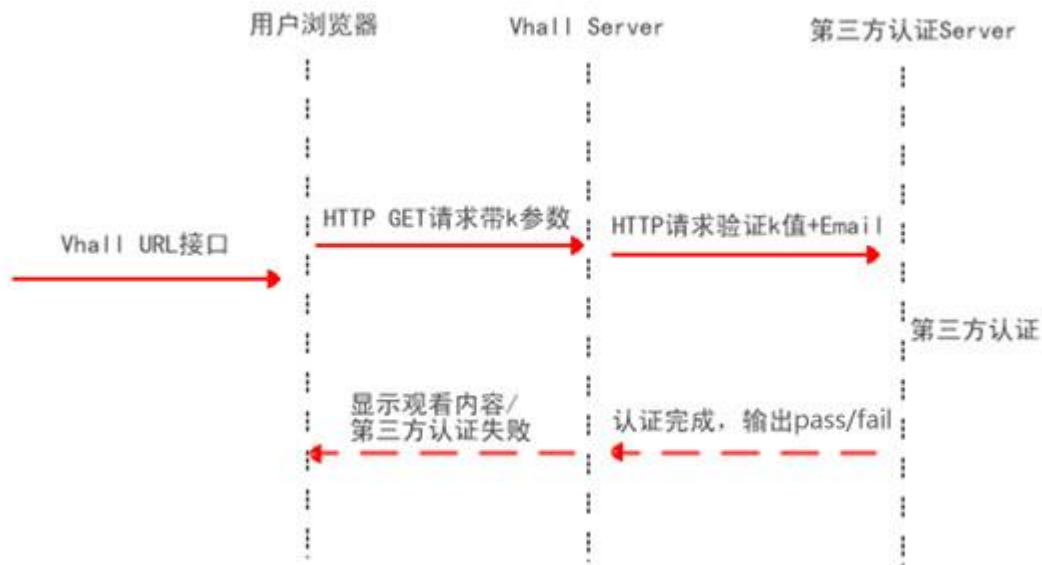 用户浏览器
Vhall Server
第三方认证Server
HTTP GET请求带k参数
HTTP请求验证k值+Email
Vhall URL接口
第三方认证
显示观看内容/
第三方认证失败
认证完成，输出pass/fail